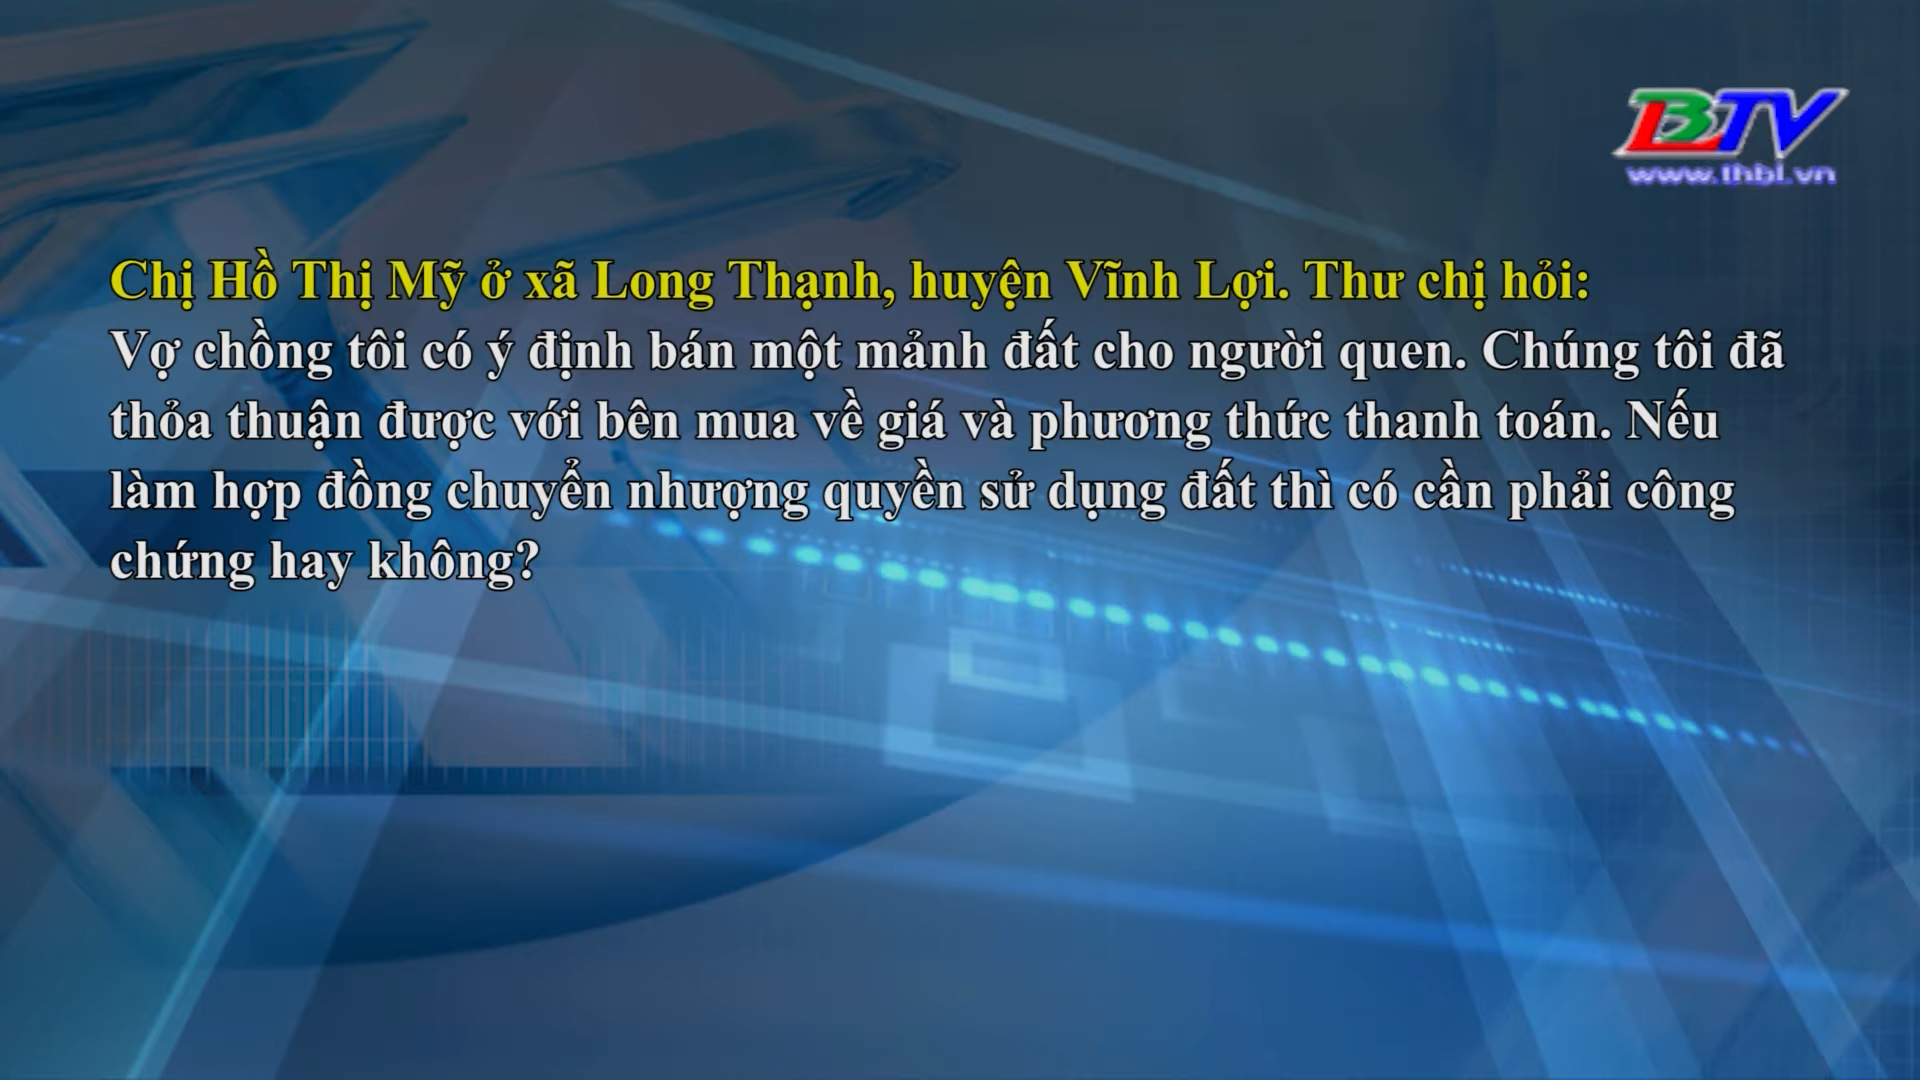 BTV
www.thbl.vn
Chị Hồ Thị Mỹ ở xã Long Thạnh, huyện Vĩnh Lợi. Thư chị hỏi:
Vợ chồng tôi có ý định bán một mảnh đất cho người quen. Chúng tôi đã
thỏa thuận được với bên mua về giá và phương thức thanh toán. Nếu
làm hợp đồng chuyển nhượng quyền sử dụng đất thì có cần phải công
chứng hay không?